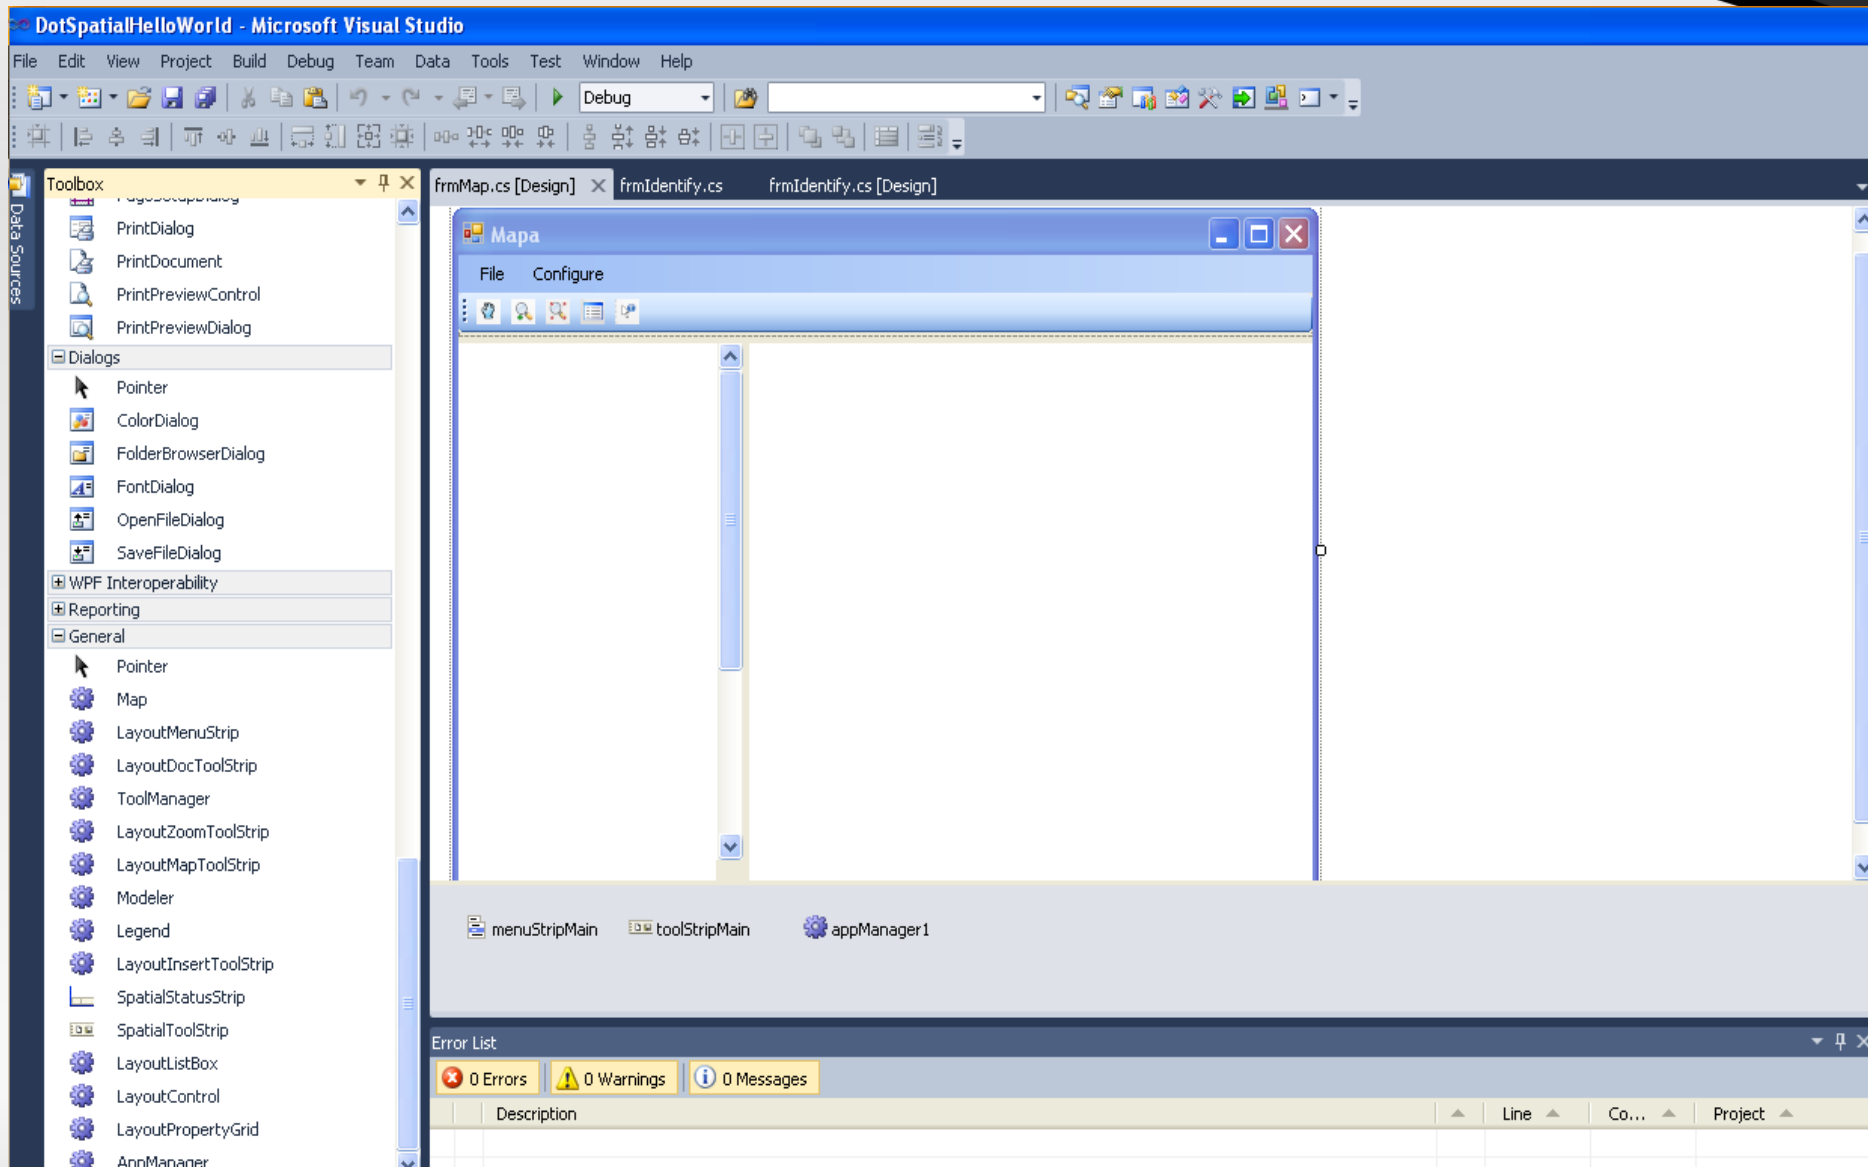 DotSpatialHelloWorld - Microsoft Visual Studio
File Edit View Project Build Debug Team Data Tools Test Window Help
Debug
Data Sources
Toolbox
PageSetupDialog
PrintDialog
PrintDocument
PrintPreviewControl
PrintPreviewDialog
Dialogs
Pointer
ColorDialog
FolderBrowserDialog
FontDialog
OpenFileDialog
SaveFileDialog
WPF Interoperability
Reporting
General
Pointer
Map
LayoutMenuStrip
LayoutDocToolStrip
ToolManager
LayoutZoomToolStrip
LayoutMapToolStrip
Modeler
Legend
LayoutInsertToolStrip
SpatialStatusStrip
SpatialToolStrip
LayoutListBox
LayoutControl
LayoutPropertyGrid
AppManager
frmMap.cs [Design] frmIdentify.cs frmIdentify.cs [Design]
Mapa
File Configure
menuStripMain toolStripMain appManager1
Error List
0 Errors 0 Warnings 0 Messages
Description Line Co... Project